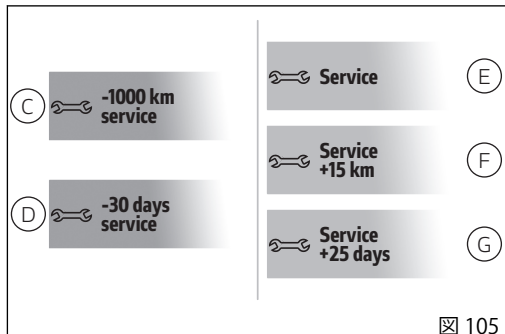 C
-1000 km
service
D
-30 days
service
Service
E
Service
+15 km
F
Service
+25 days
G
図 105